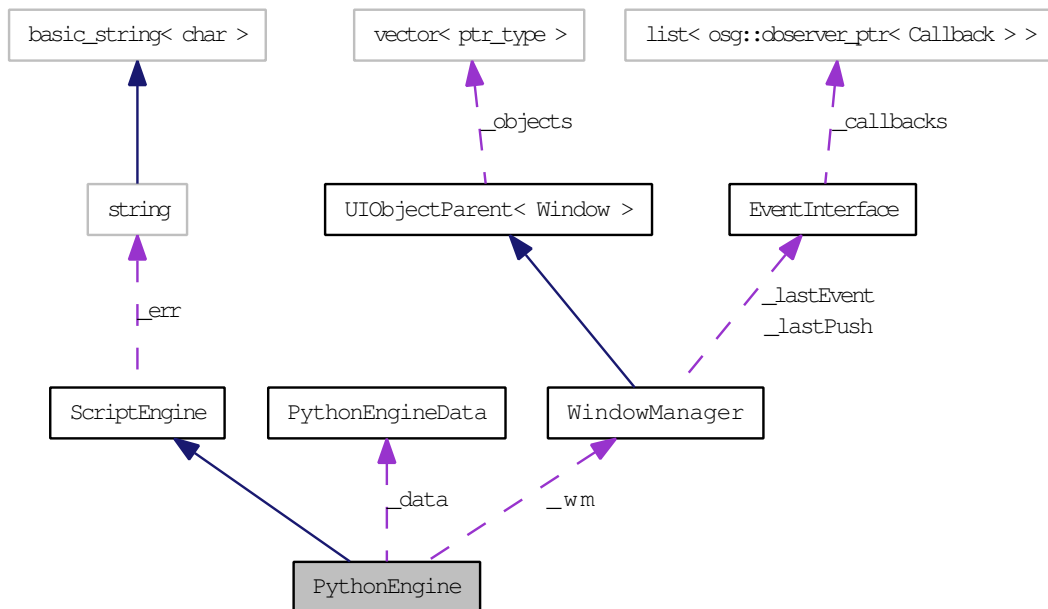 basic_string< char >
vector< ptr_type >
list< osg::observer_ptr< Callback > >
_objects
_callbacks
string
UIObjectParent< Window >
EventInterface
_err
_lastEvent
_lastPush
ScriptEngine
PythonEngineData
WindowManager
_data
_wm
PythonEngine